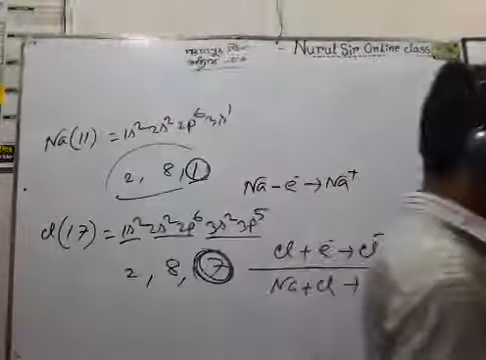 Nurul Sir Online class
Na(11) = 1s² 2s² 2p⁶ 3s¹
2, 8, 1
Na - e⁻ → Na⁺
Cl(17) = 1s² 2s² 2p⁶ 3s² 3p⁵
2, 8, 7
Cl + e⁻ → Cl⁻
Na + Cl →